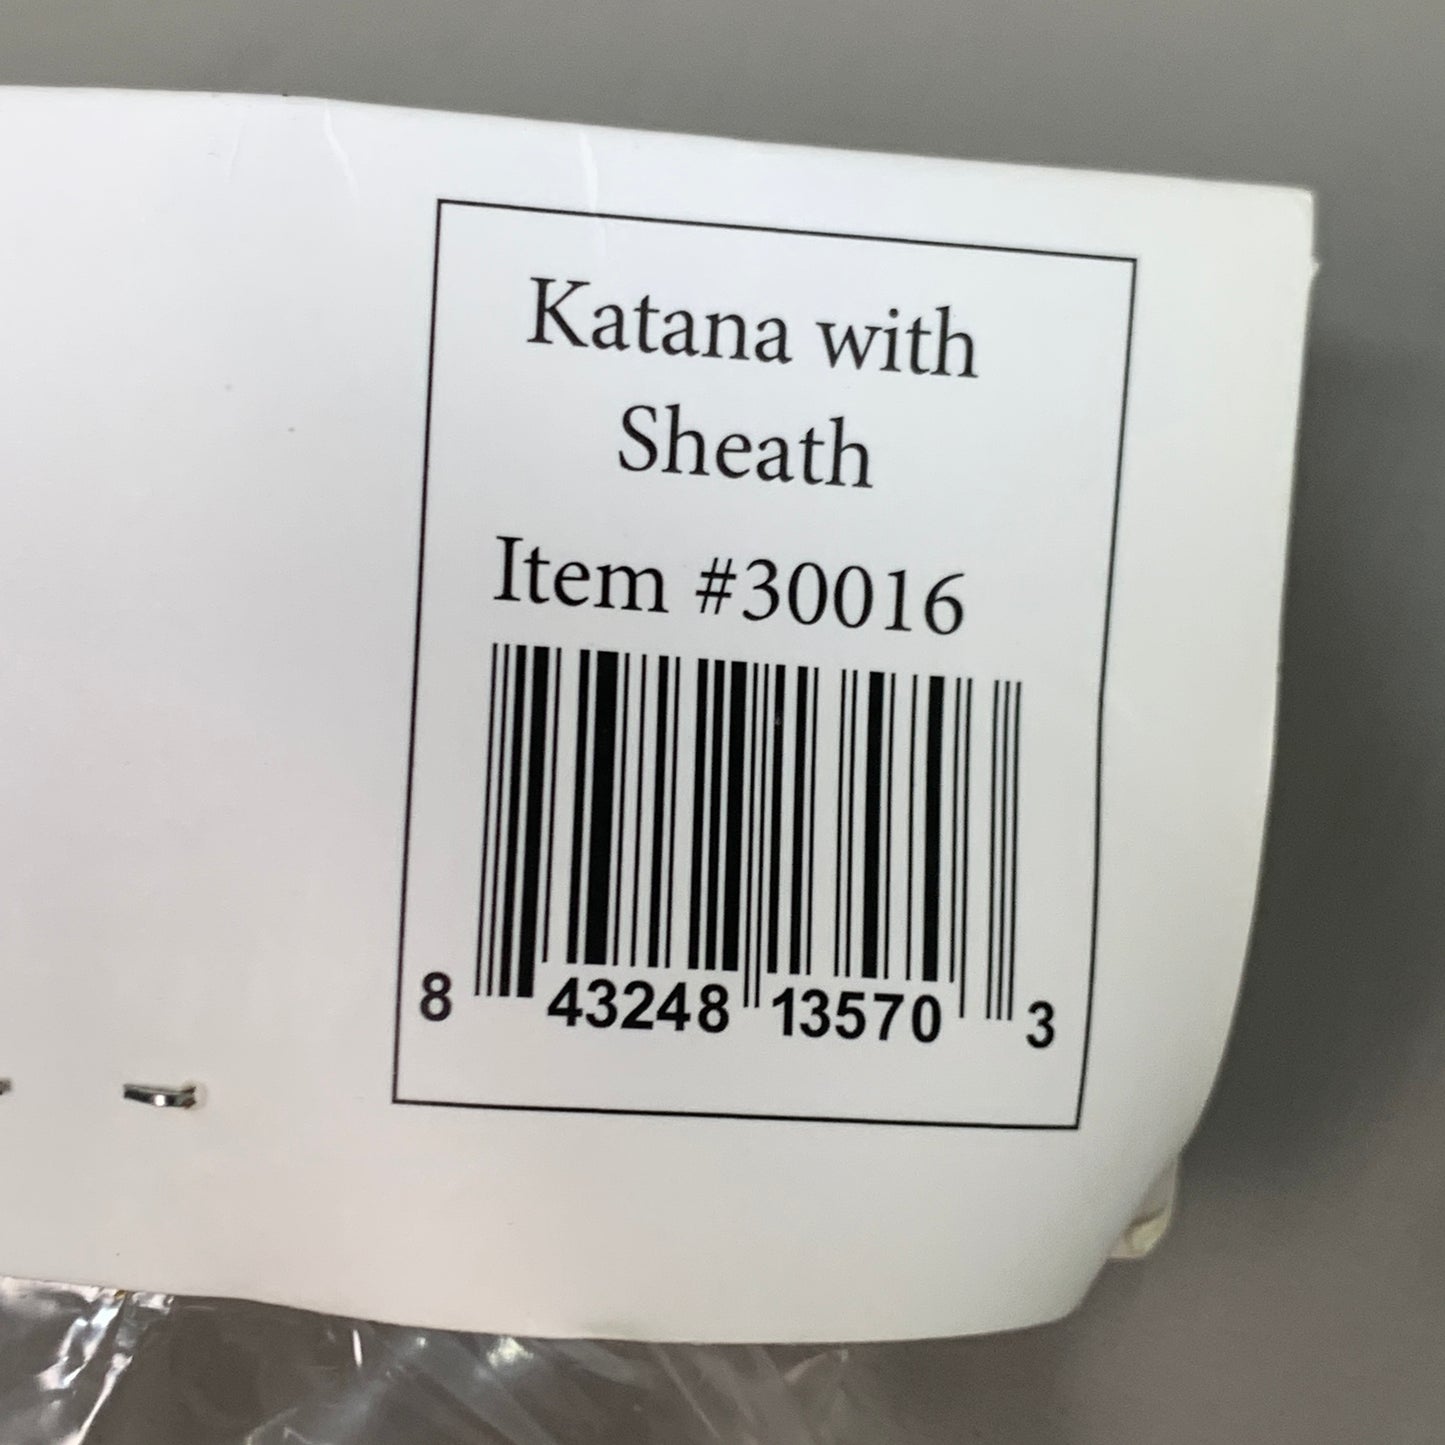 Katana with
Sheath
Item #30016
8 43248 13570 3